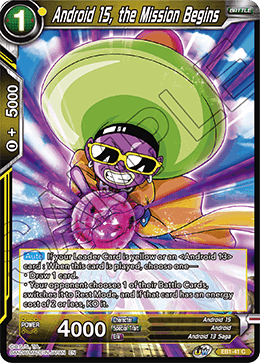 1
Android 15, the Mission Begins
BATTLE
+ 5000
Auto If your Leader Card is yellow or an <Android 13>
card : When this card is played, choose one—
• Draw 1 card.
• Your opponent chooses 1 of their Battle Cards,
switches it to Rest Mode, and if that card has an energy
cost of 2 or less, KO it.
POWER
4000
Character Android 15
Special Trait Android
Era Android 13 Saga
EB1-41 C